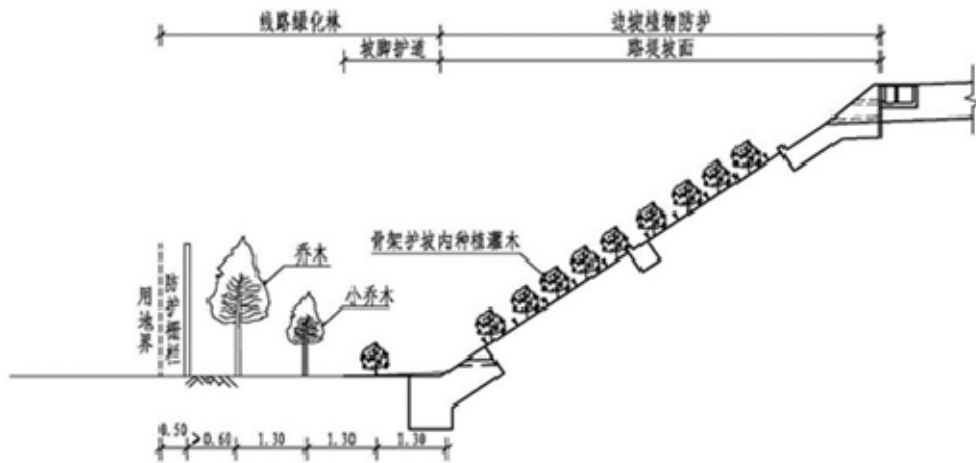 线路绿化林
边坡植物防护
坡脚护道
路堤坡面
骨架护坡内种植灌木
乔木
小乔木
用地界
防护栅栏
0.50
>0.60
1.30
1.30
1.30